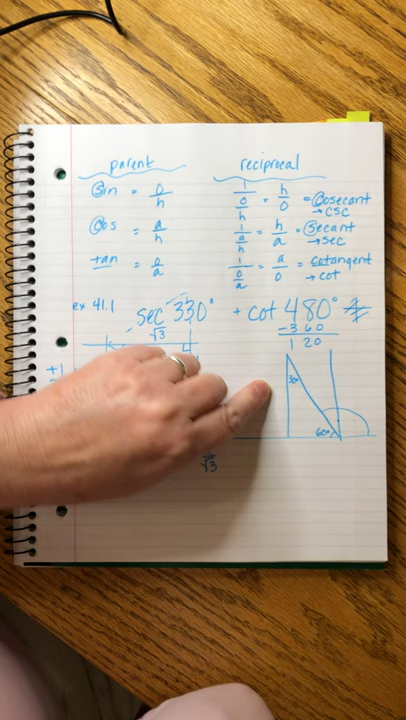 parent reciprocal
Sin = o/h 1/(o/h) = h/o = Cosecant
→ csc
Cos = a/h 1/(a/h) = h/a = Secant
→ sec
tan = o/a 1/(o/a) = a/o = cotangent
→ cot
ex 41.1 sec 330° + cot 480°
√3 -360
120
+1
30
60°
√3